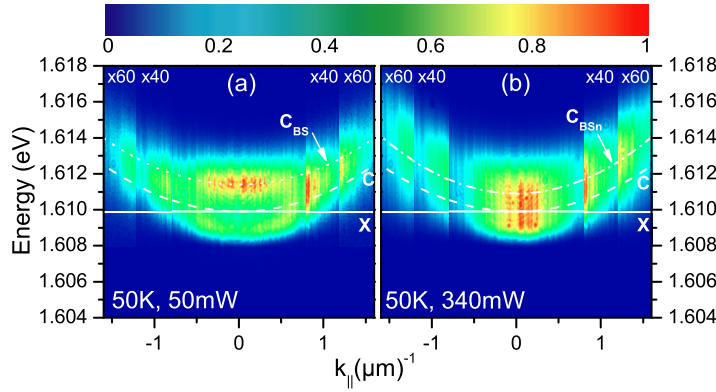 0 0.2 0.4 0.6 0.8 1
1.618 x60 x40 (a) x40 x60 x60 x40 (b) x40 x60 1.618
1.616 1.616
1.614 C_BS C_BSn 1.614
1.612 C C 1.612
1.610 X X 1.610
1.608 1.608
1.606 1.606
1.604 50K, 50mW 50K, 340mW 1.604
Energy (eV)
-1 0 1 -1 0 1
k_||(µm)^-1